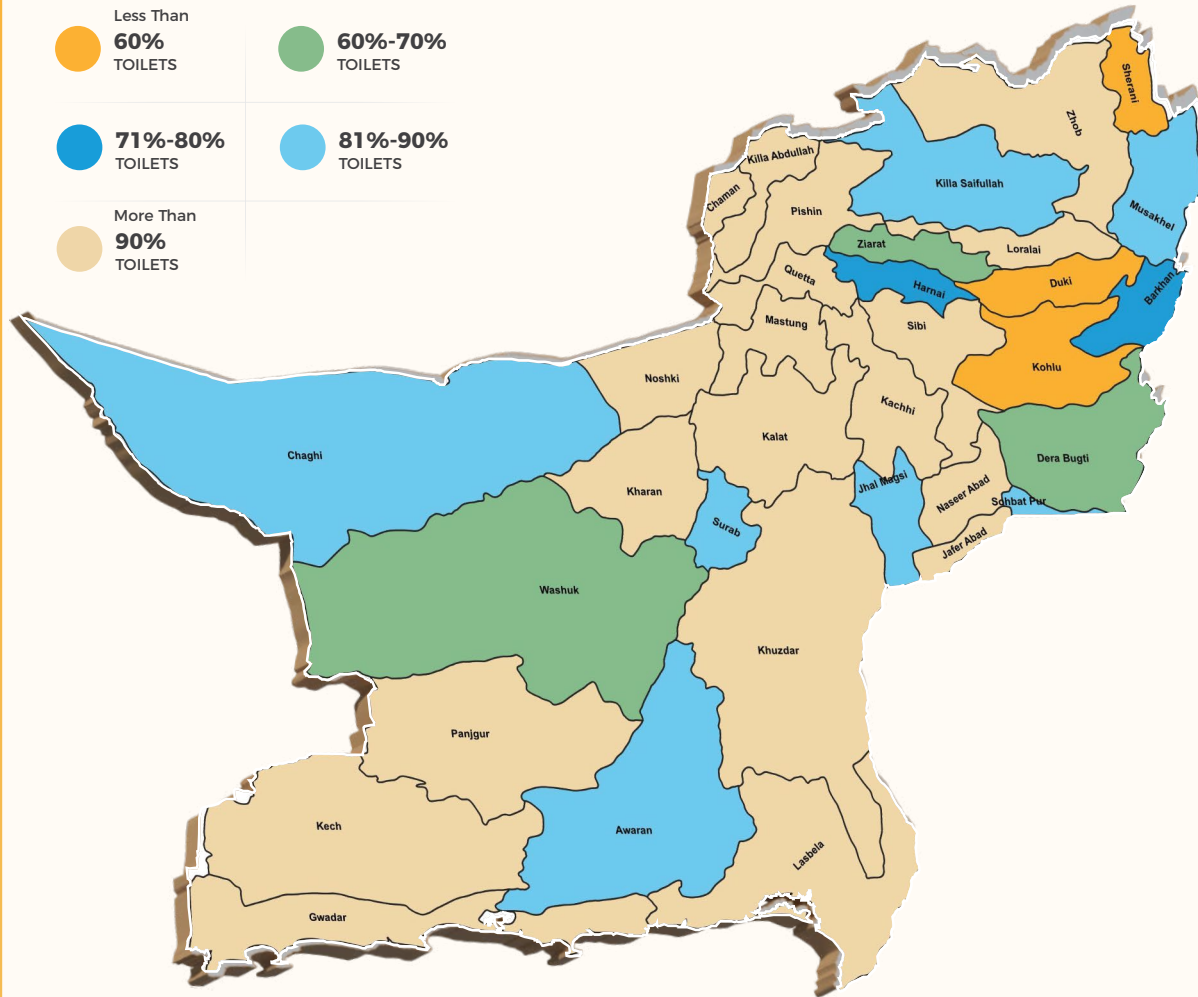 Less Than
60%
TOILETS
60%-70%
TOILETS
71%-80%
TOILETS
81%-90%
TOILETS
More Than
90%
TOILETS
Sherani
Zhob
Killa Abdullah
Killa Saifullah
Chaman
Pishin
Musakhel
Ziarat
Loralai
Quetta
Harnai
Duki
Barkhan
Mastung
Sibi
Noshki
Kohlu
Kachhi
Kalat
Chaghi
Dera Bugti
Jhal Magsi
Kharan
Naseer Abad
Sohbat Pur
Surab
Jafer Abad
Washuk
Khuzdar
Panjgur
Kech
Awaran
Lasbela
Gwadar